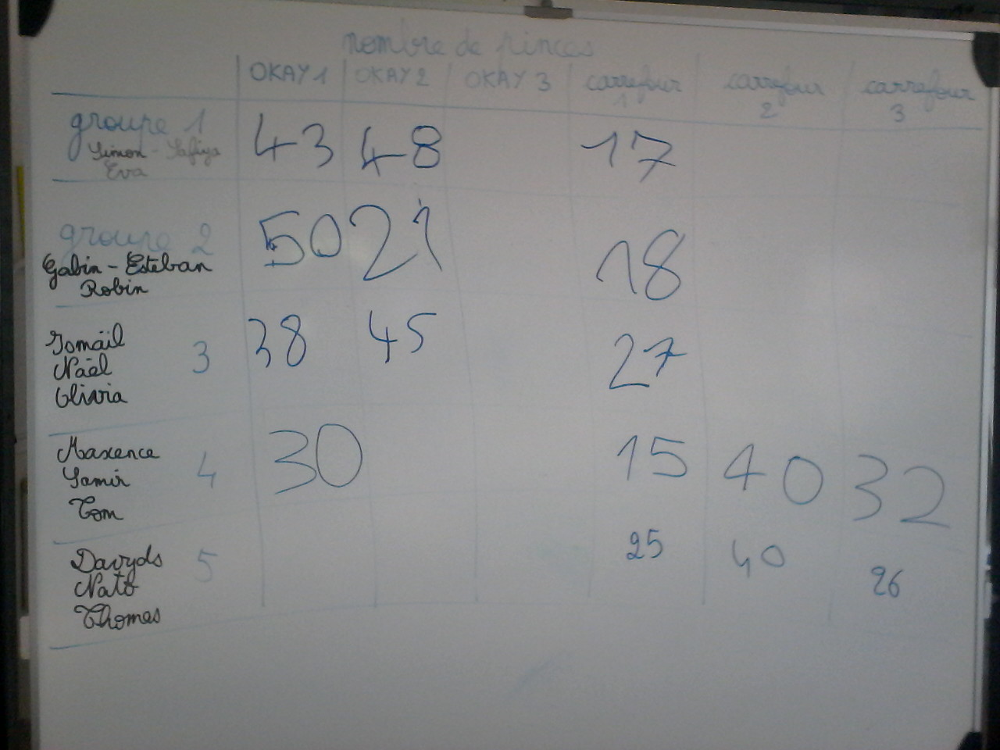 nombre de pinces
OKAY 1 OKAY 2 OKAY 3 carrefour 1 carrefour 2 carrefour 3
groupe 1 43 48 17
Simon - Safiya
Eva
groupe 2 50 21 18
Gabin - Esteban
Robin
Ismaïl
Naël 3 38 45 27
Olivia
Maxence
Samir 4 30 15 40 32
Tom
Davyds 5 25 40 26
Nato
Thomas